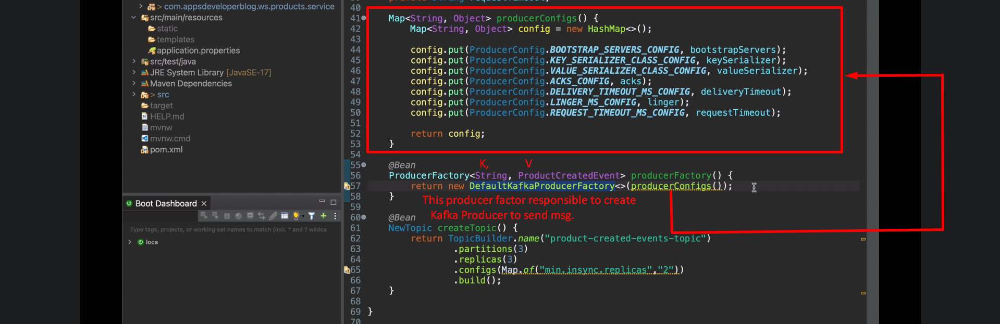 > com.appsdeveloperblog.ws.products.service
src/main/resources
static
templates
application.properties
src/test/java
JRE System Library [JavaSE-17]
Maven Dependencies
> src
target
HELP.md
mvnw
mvnw.cmd
pom.xml
Boot Dashboard
Type tags, projects, or working set names to match (incl. * and ? wildca
loca
40
41 Map<String, Object> producerConfigs() {
42 Map<String, Object> config = new HashMap<>();
43
44 config.put(ProducerConfig.BOOTSTRAP_SERVERS_CONFIG, bootstrapServers);
45 config.put(ProducerConfig.KEY_SERIALIZER_CLASS_CONFIG, keySerializer);
46 config.put(ProducerConfig.VALUE_SERIALIZER_CLASS_CONFIG, valueSerializer);
47 config.put(ProducerConfig.ACKS_CONFIG, acks);
48 config.put(ProducerConfig.DELIVERY_TIMEOUT_MS_CONFIG, deliveryTimeout);
49 config.put(ProducerConfig.LINGER_MS_CONFIG, linger);
50 config.put(ProducerConfig.REQUEST_TIMEOUT_MS_CONFIG, requestTimeout);
51
52 return config;
53 }
54
55 @Bean
K, V
56 ProducerFactory<String, ProductCreatedEvent> producerFactory() {
57 return new DefaultKafkaProducerFactory<>(producerConfigs());
58 }
This producer factor responsible to create
Kafka Producer to send msg.
59
60 @Bean
61 NewTopic createTopic() {
62 return TopicBuilder.name("product-created-events-topic")
63 .partitions(3)
64 .replicas(3)
65 .configs(Map.of("min.insync.replicas","2"))
66 .build();
67 }
68
69 }
70